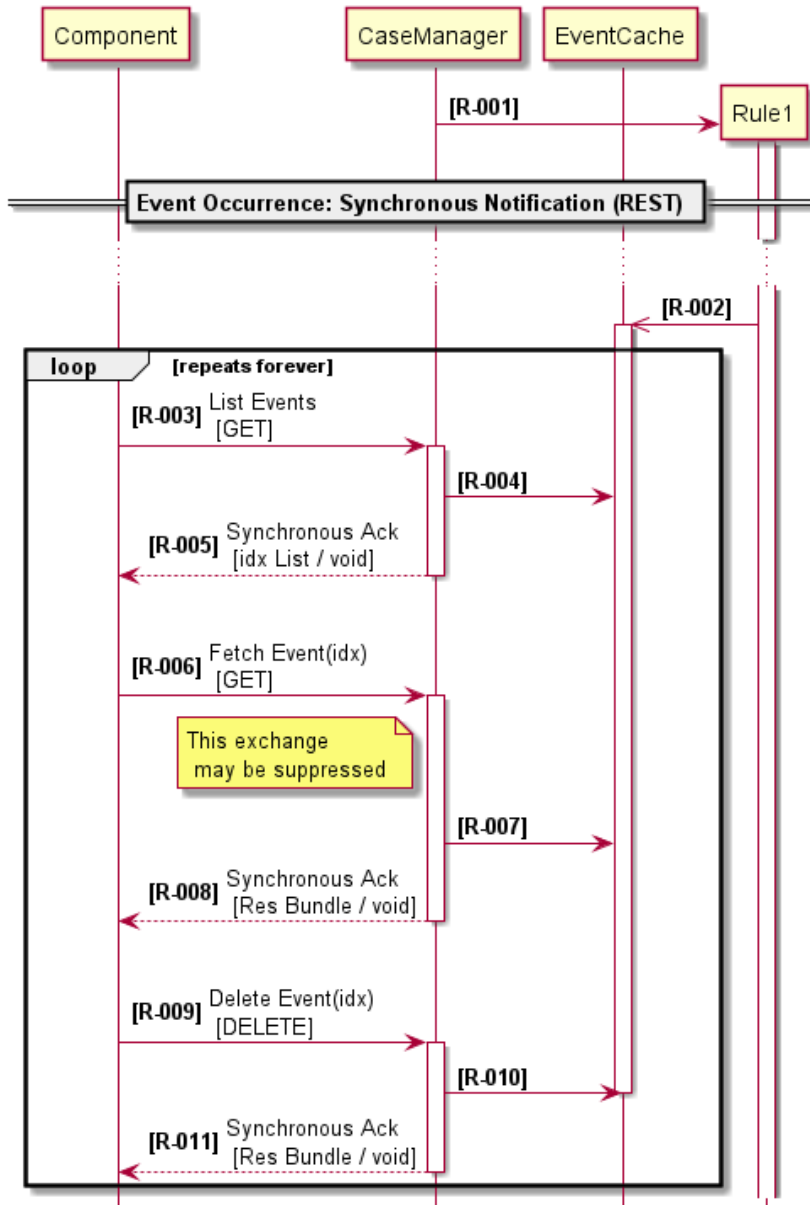 Component
CaseManager
EventCache
[R-001]
Rule1
Event Occurrence: Synchronous Notification (REST)
[R-002]
loop
[repeats forever]
[R-003] List Events
[GET]
[R-004]
[R-005] Synchronous Ack
[idx List / void]
[R-006] Fetch Event(idx)
[GET]
This exchange
may be suppressed
[R-007]
[R-008] Synchronous Ack
[Res Bundle / void]
[R-009] Delete Event(idx)
[DELETE]
[R-010]
[R-011] Synchronous Ack
[Res Bundle / void]